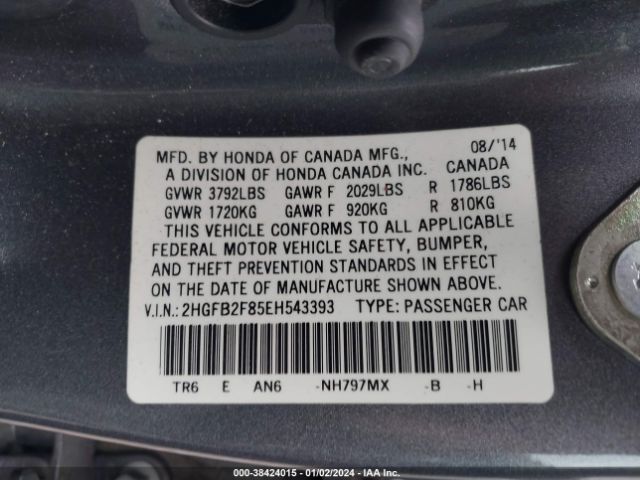 MFD. BY HONDA OF CANADA MFG., 08/'14
A DIVISION OF HONDA CANADA INC. CANADA
GVWR 3792LBS GAWR F 2029LBS R 1786LBS
GVWR 1720KG GAWR F 920KG R 810KG
THIS VEHICLE CONFORMS TO ALL APPLICABLE
FEDERAL MOTOR VEHICLE SAFETY, BUMPER,
AND THEFT PREVENTION STANDARDS IN EFFECT
ON THE DATE OF MANUFACTURE SHOWN ABOVE.
V.I.N.: 2HGFB2F85EH543393 TYPE: PASSENGER CAR
TR6 E AN6 -NH797MX -B -H
000-38424015 - 01/02/2024 - IAA Inc.